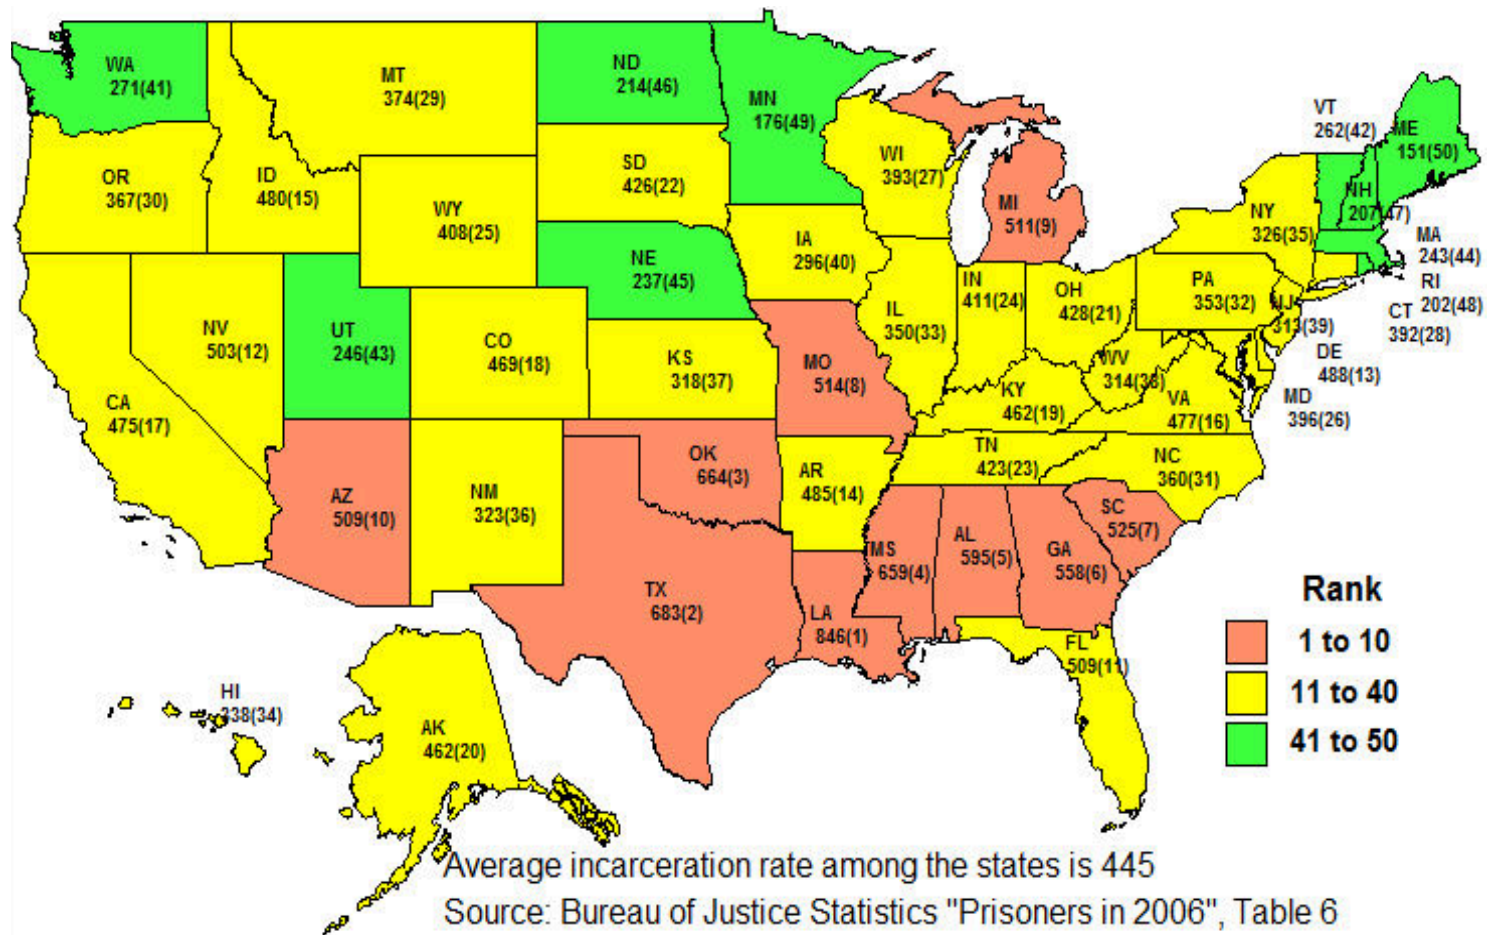 WA
271(41)
MT
374(29)
ND
214(46)
MN
176(49)
VT
262(42)
ME
151(50)
OR
367(30)
ID
480(15)
SD
426(22)
WI
393(27)
NH
207(47)
WY
408(25)
MI
511(9)
NY
326(35)
IA
296(40)
MA
243(44)
NE
237(45)
RI
202(48)
IN
411(24)
OH
428(21)
PA
353(32)
CT
392(28)
NV
503(12)
UT
246(43)
CO
469(18)
IL
350(33)
NJ
313(39)
KS
318(37)
MO
514(8)
WV
314(38)
DE
488(13)
CA
475(17)
KY
462(19)
VA
477(16)
MD
396(26)
OK
664(3)
TN
423(23)
NC
360(31)
AZ
509(10)
NM
323(36)
AR
485(14)
SC
525(7)
MS
659(4)
AL
595(5)
GA
558(6)
TX
683(2)
LA
846(1)
FL
509(11)
HI
338(34)
AK
462(20)
Rank
1 to 10
11 to 40
41 to 50
Average incarceration rate among the states is 445
Source: Bureau of Justice Statistics "Prisoners in 2006", Table 6